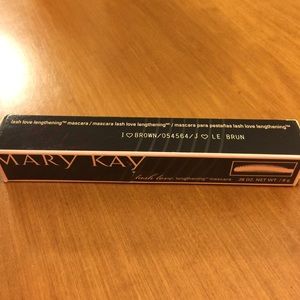 lash love lengthening™ mascara / mascara lash love lengthening™ / mascara para pestañas lash love lengthening™
I ♡ BROWN/054564/J ♡ LE BRUN
MARY KAY
lash love lengthening™ mascara .28 OZ. NET WT. / 8 g